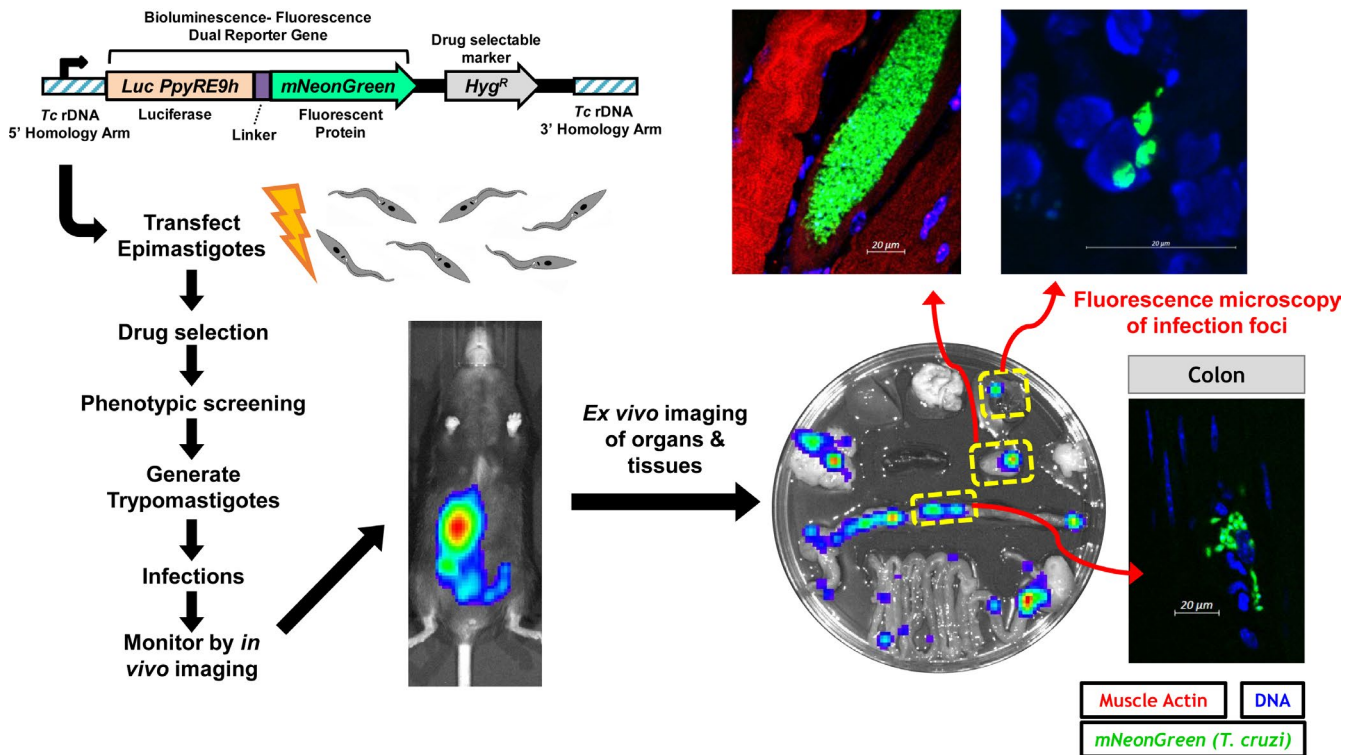 Bioluminescence- Fluorescence
Dual Reporter Gene
Drug selectable
marker
Luc PpyRE9h
mNeonGreen
Hyg^R
Tc rDNA
5' Homology Arm
Luciferase
Linker
Fluorescent
Protein
Tc rDNA
3' Homology Arm
Transfect
Epimastigotes
Drug selection
Phenotypic screening
Generate
Trypomastigotes
Infections
Monitor by in
vivo imaging
Ex vivo imaging
of organs &
tissues
20 µm
20 µm
Fluorescence microscopy
of infection foci
Colon
20 µm
Muscle Actin
DNA
mNeonGreen (T. cruzi)